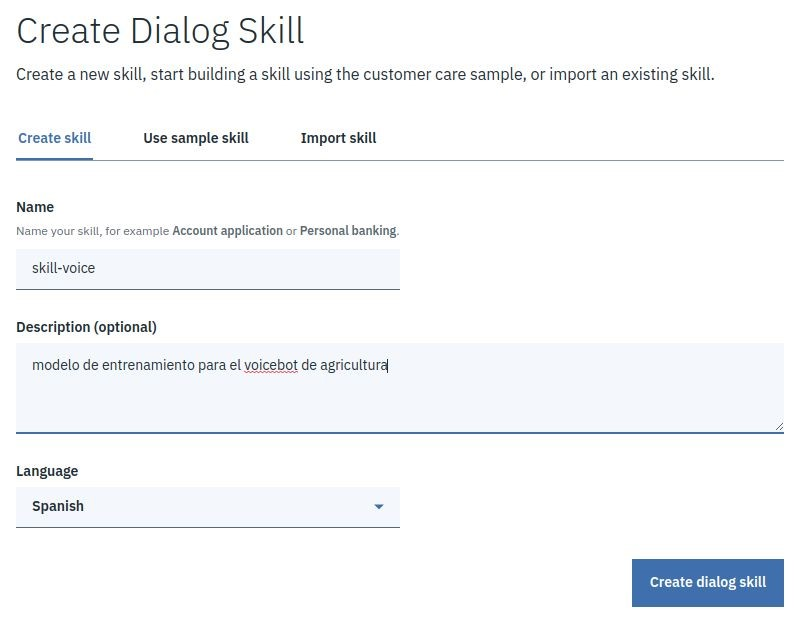 Create Dialog Skill
Create a new skill, start building a skill using the customer care sample, or import an existing skill.
Create skill Use sample skill Import skill
Name
Name your skill, for example Account application or Personal banking.
skill-voice
Description (optional)
modelo de entrenamiento para el voicebot de agricultura
Language
Spanish
Create dialog skill